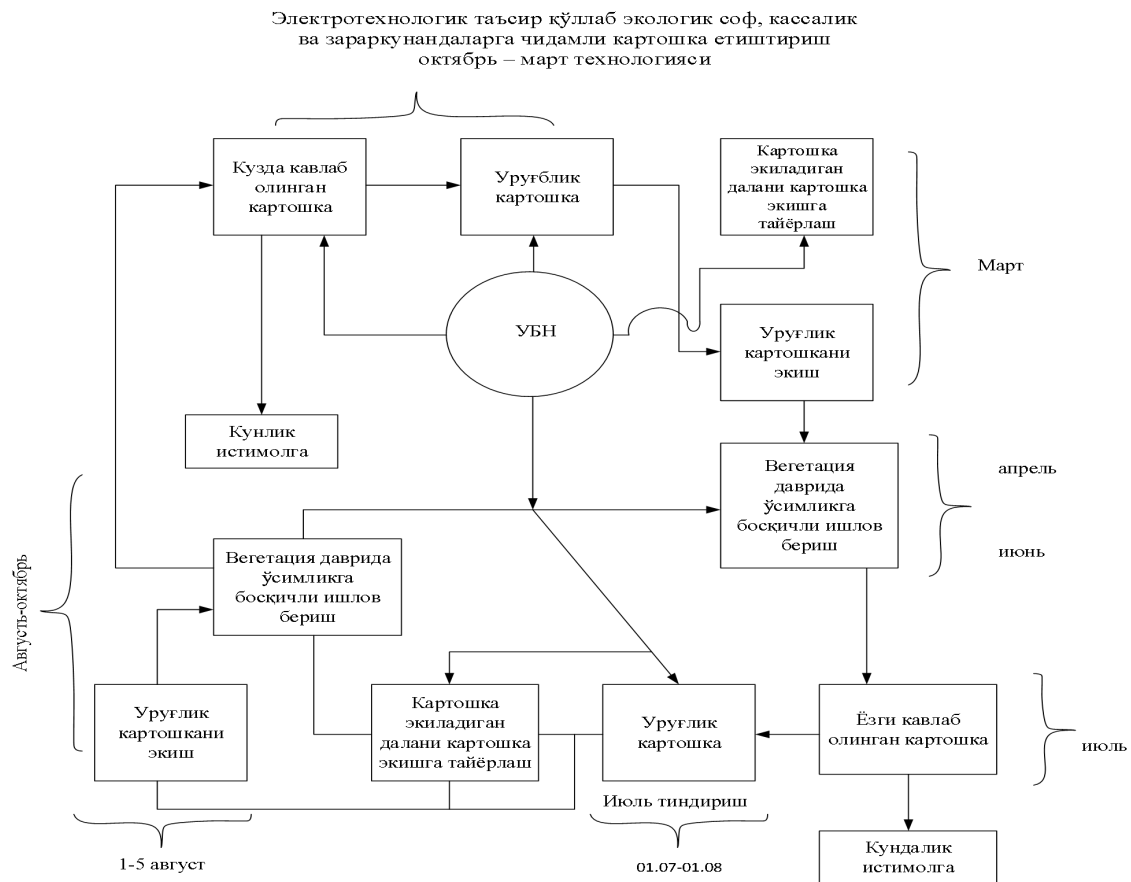 Электротехнологик таъсир қўллаб экологик соф, кассалик
ва зараркунандаларга чидамли картошка етиштириш
октябрь – март технологияси
Кузда кавлаб
олинган
картошка
Уруғблик
картошка
Картошка
экиладиган
далани картошка
экишга
тайёрлаш
Март
УБН
Уруғлик
картошкани
экиш
Кунлик
истимолга
Вегетация
даврида
ўсимликга
босқичли ишлов
бериш
апрель
июнь
Августь-октябрь
Вегетация даврида
ўсимликга
босқичли ишлов
бериш
Уруғлик
картошкани
экиш
Картошка
экиладиган
далани картошка
экишга тайёрлаш
Уруғлик
картошка
Ёзги кавлаб
олинган картошка
июль
Июль тиндириш
1-5 август
01.07-01.08
Кундалик
истимолга